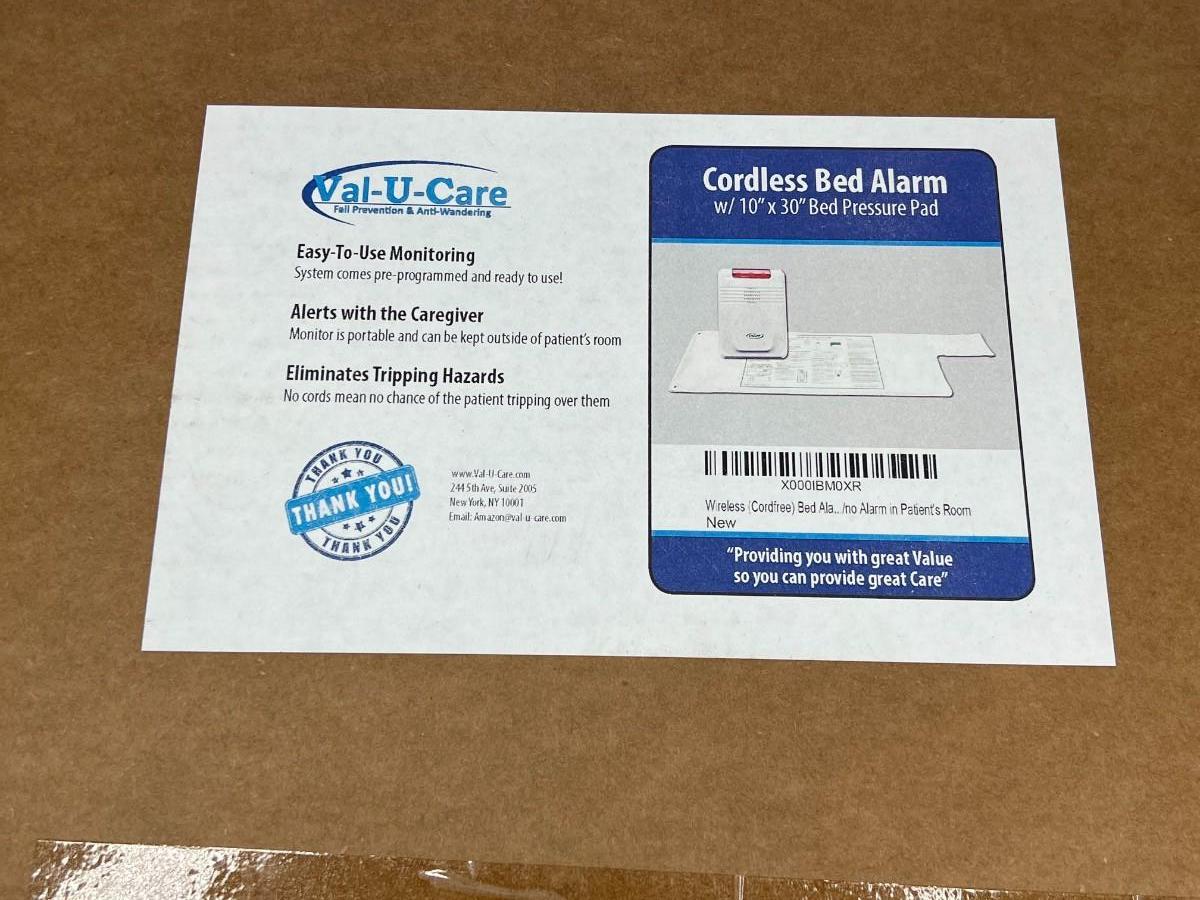 Val-U-Care
Fall Prevention & Anti-Wandering
Easy-To-Use Monitoring
System comes pre-programmed and ready to use!
Alerts with the Caregiver
Monitor is portable and can be kept outside of patient's room
Eliminates Tripping Hazards
No cords mean no chance of the patient tripping over them
THANK YOU
THANK YOU!
THANK YOU
www.Val-U-Care.com
244 5th Ave, Suite 2005
New York, NY 10001
Email: Amazon@val-u-care.com
Cordless Bed Alarm
w/ 10" x 30" Bed Pressure Pad
X000IBM0XR
Wireless (Cordfree) Bed Ala... /no Alarm in Patient's Room
New
"Providing you with great Value
so you can provide great Care"